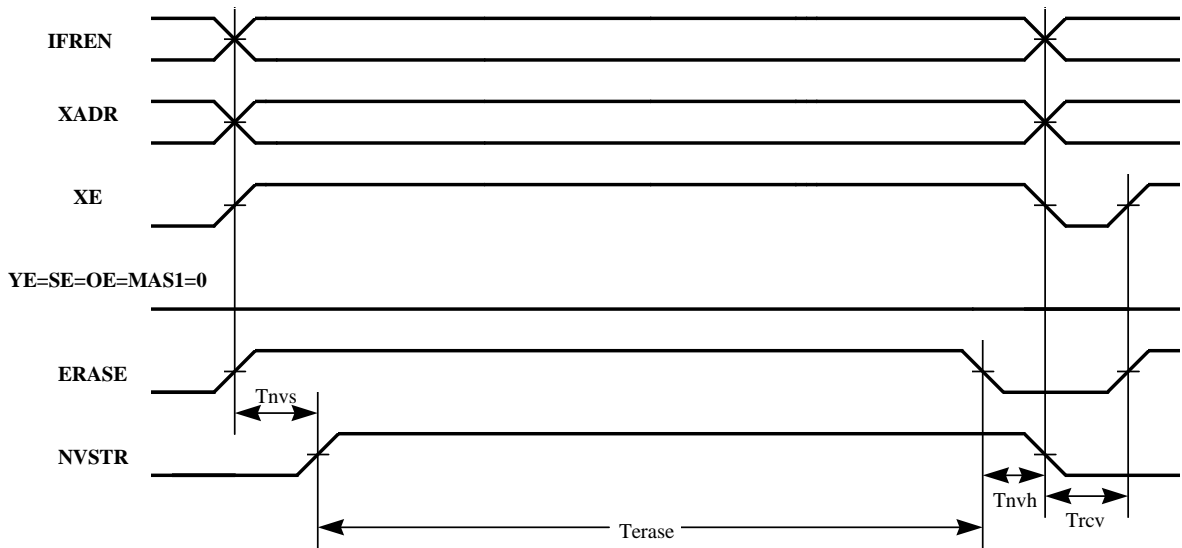 IFREN
XADR
XE
YE=SE=OE=MAS1=0
ERASE
Tnvs
NVSTR
Tnvh
Trcv
Terase